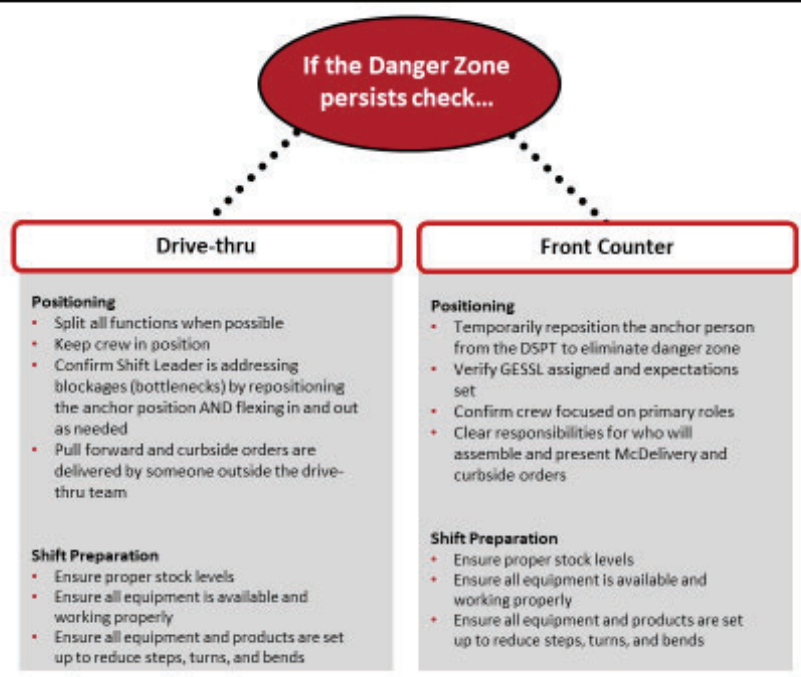 If the Danger Zone
persists check...
Drive-thru
Positioning
• Split all functions when possible
• Keep crew in position
• Confirm Shift Leader is addressing
blockages (bottlenecks) by repositioning
the anchor position AND flexing in and out
as needed
• Pull forward and curbside orders are
delivered by someone outside the drive-
thru team
Shift Preparation
• Ensure proper stock levels
• Ensure all equipment is available and
working properly
• Ensure all equipment and products are set
up to reduce steps, turns, and bends
Front Counter
Positioning
• Temporarily reposition the anchor person
from the DSPT to eliminate danger zone
• Verify GESSL assigned and expectations
set
• Confirm crew focused on primary roles
• Clear responsibilities for who will
assemble and present McDelivery and
curbside orders
Shift Preparation
• Ensure proper stock levels
• Ensure all equipment is available and
working properly
• Ensure all equipment and products are set
up to reduce steps, turns, and bends